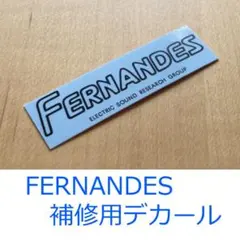 FERNANDES
ELECTRIC SOUND RESEARCH GROUP
FERNANDES
補修用デカール